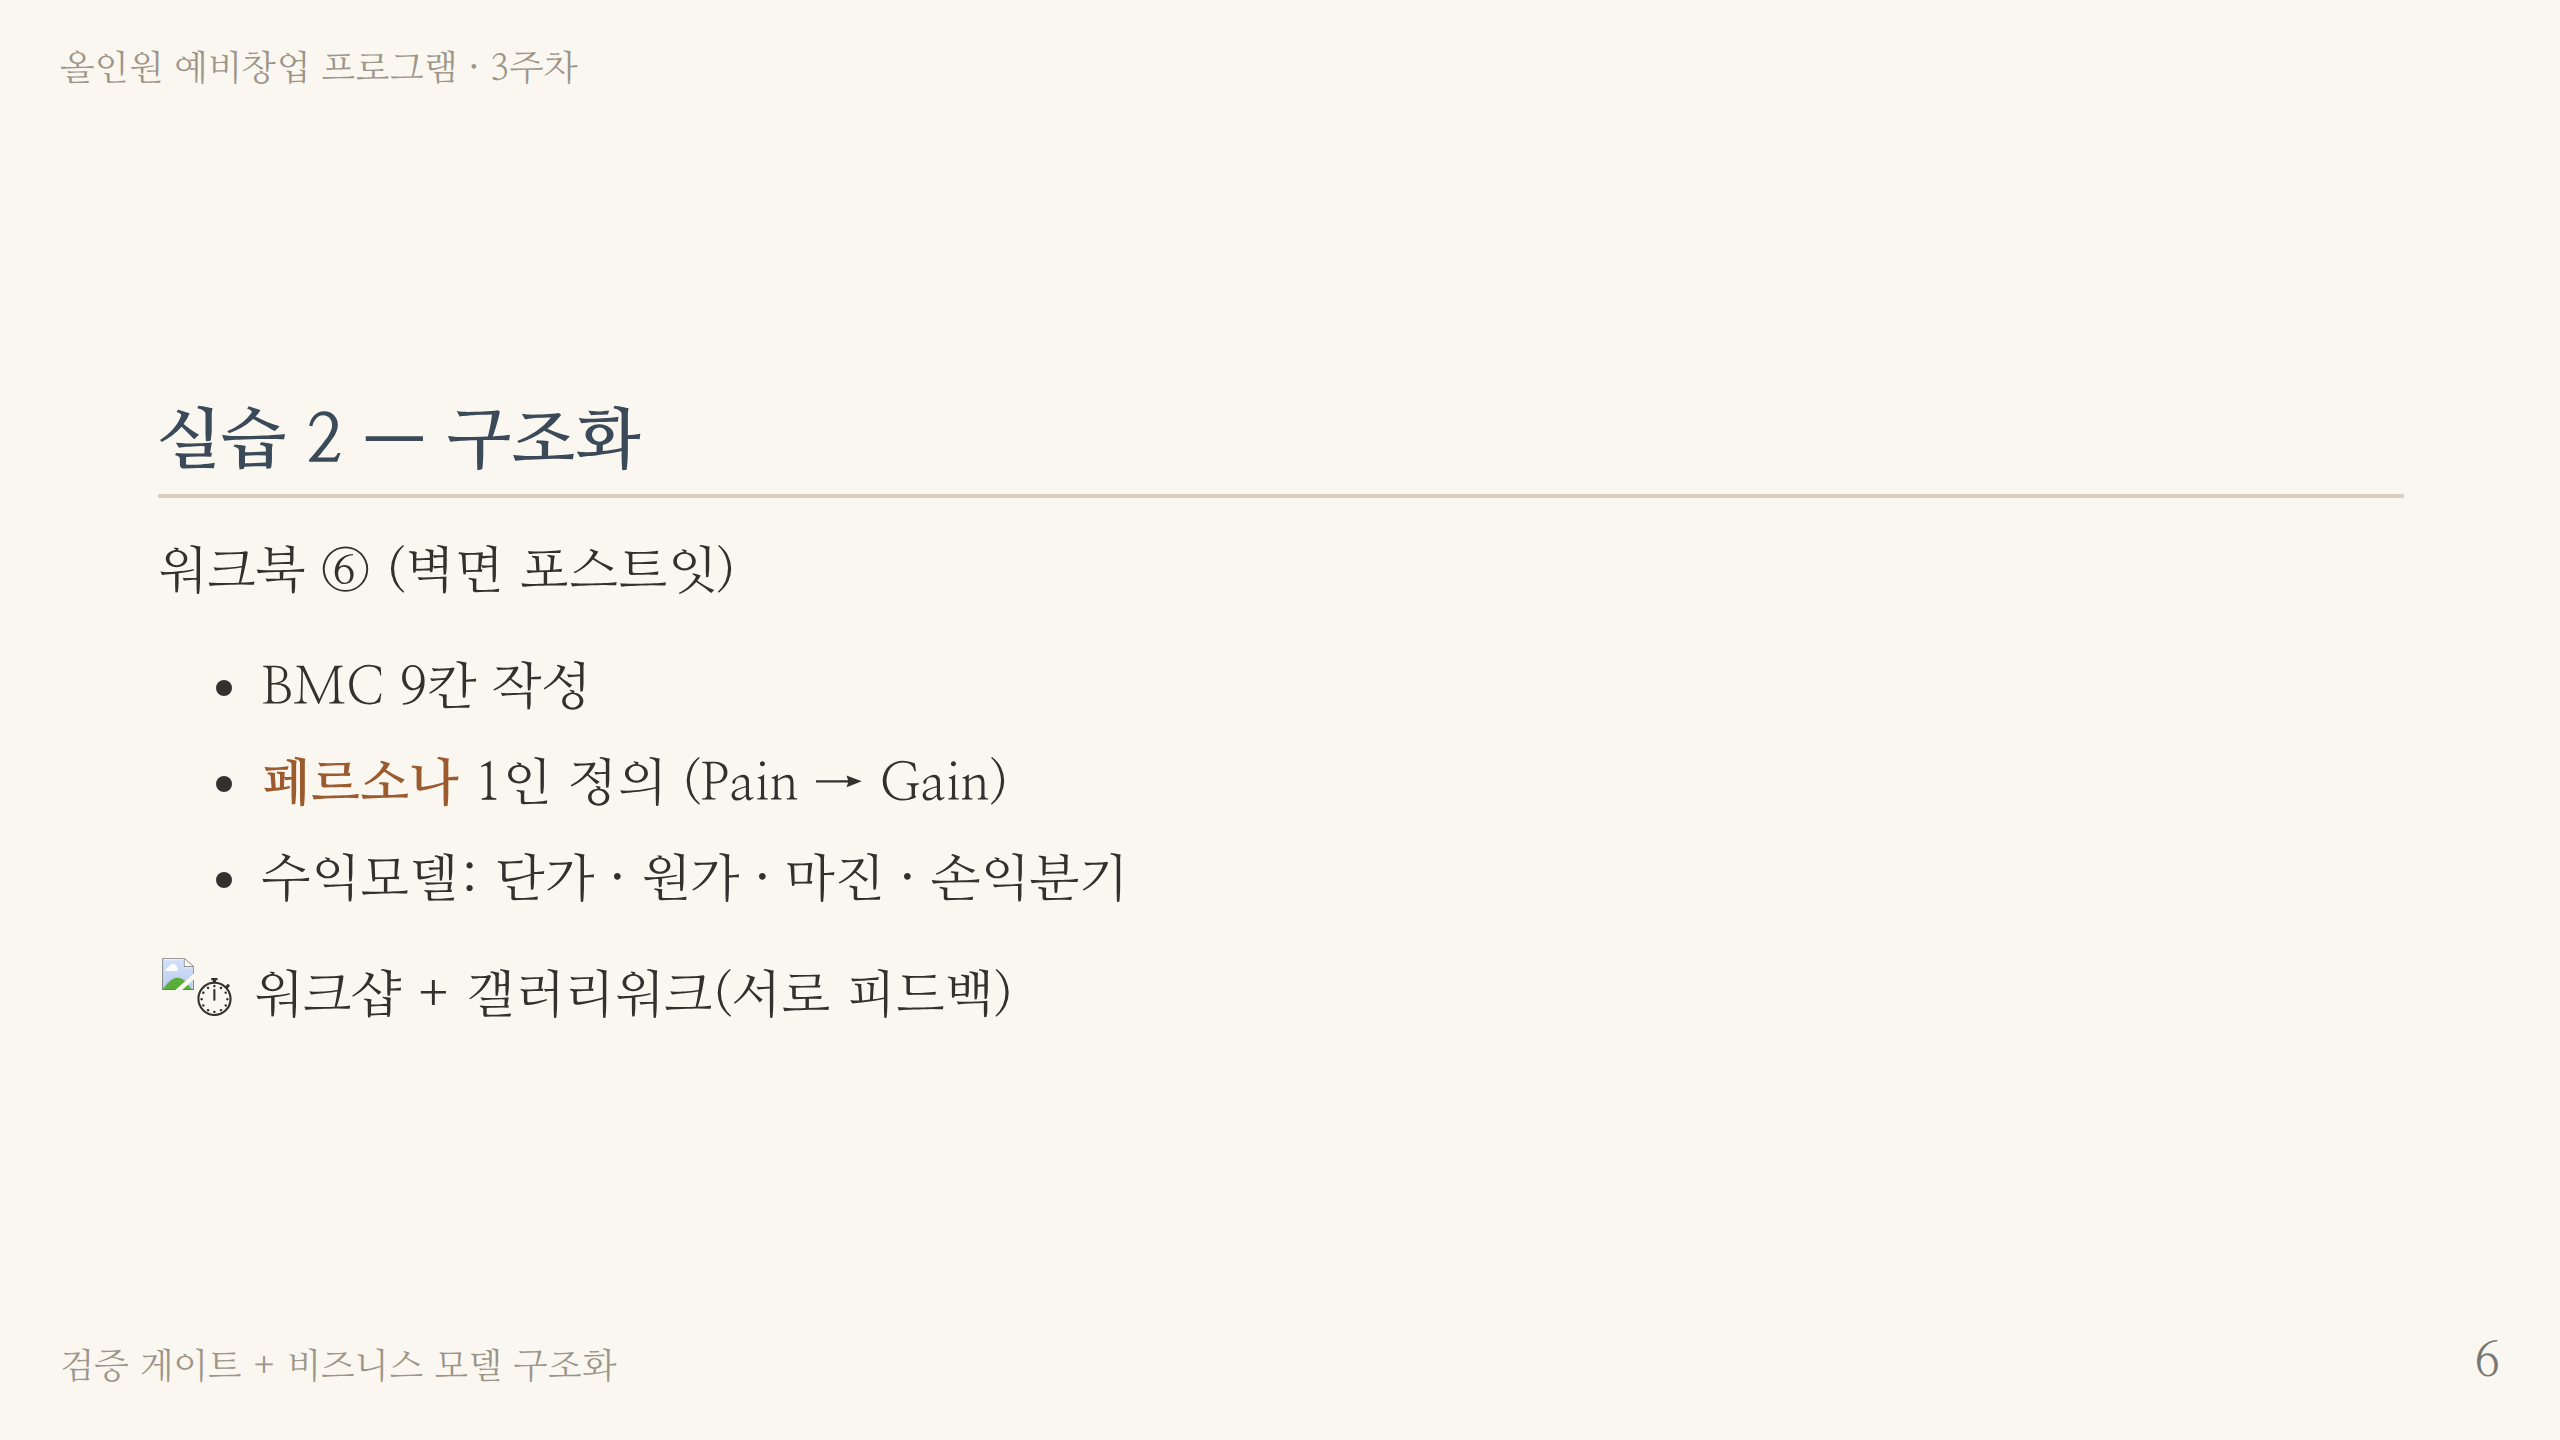 올인원 예비창업 프로그램 · 3주차
실습 2 — 구조화
워크북 ⑥ (벽면 포스트잇)
• BMC 9칸 작성
• 페르소나 1인 정의 (Pain → Gain)
• 수익모델: 단가 · 원가 · 마진 · 손익분기
⏱ 워크샵 + 갤러리워크(서로 피드백)
검증 게이트 + 비즈니스 모델 구조화
6